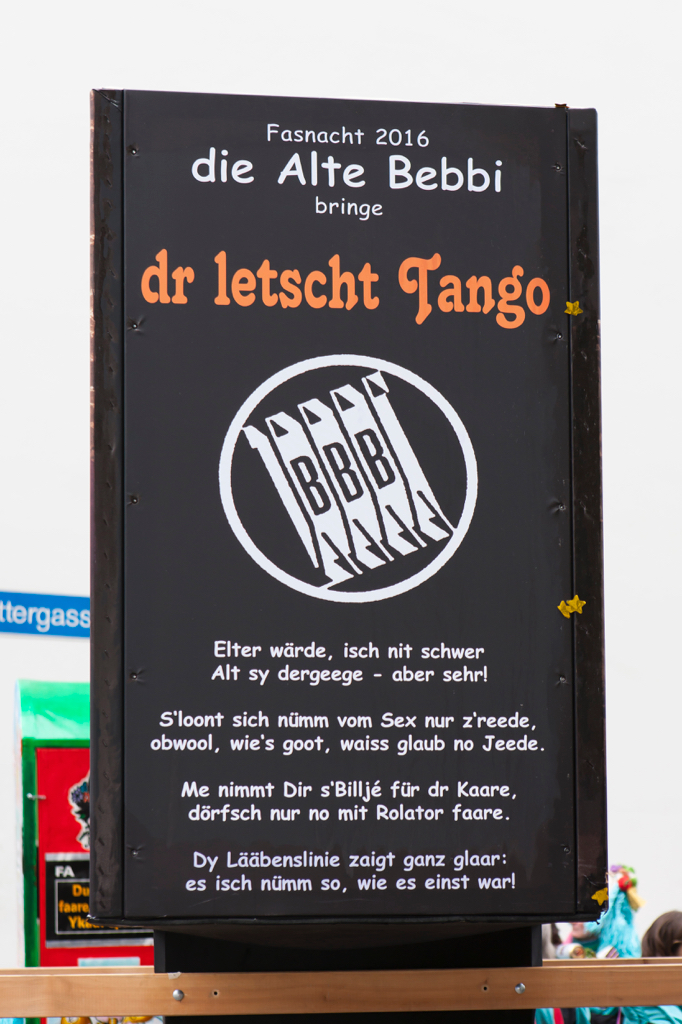 Fasnacht 2016
die Alte Bebbi
bringe
dr letscht Tango
BBB
Elter wärde, isch nit schwer
Alt sy dergeege - aber sehr!
S'loont sich nümm vom Sex nur z'reede,
obwool, wie's goot, waiss glaub no Jeede.
Me nimmt Dir s'Billjé für dr Kaare,
dörfsch nur no mit Rolator faare.
Dy Lääbenslinie zaigt ganz glaar:
es isch nümm so, wie es einst war!
ttergass
FA
Du
faare